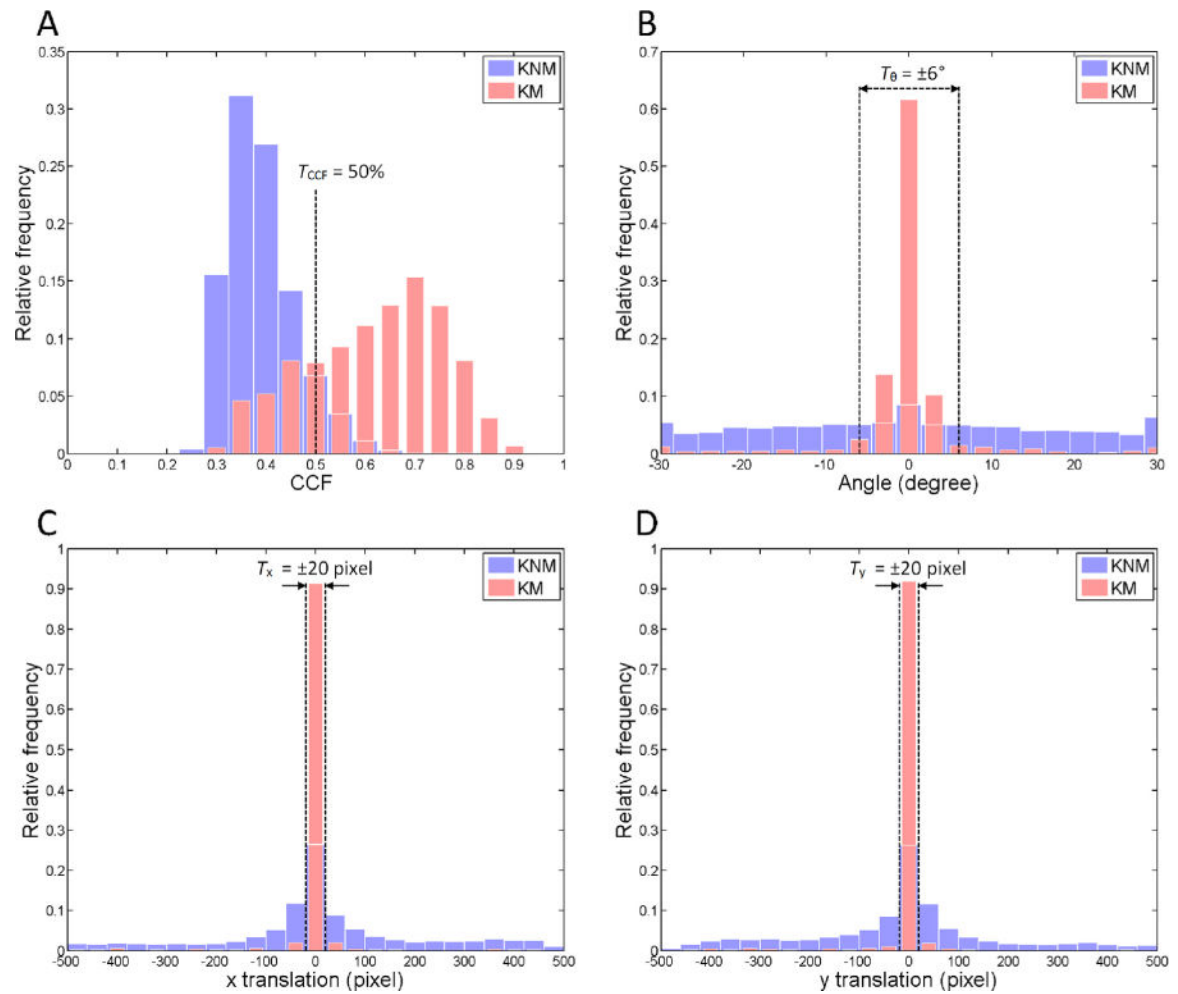 A
B
0.35
0.3
0.25
0.2
0.15
0.1
0.05
0
Relative frequency
KNM
KM
TCCF = 50%
0 0.1 0.2 0.3 0.4 0.5 0.6 0.7 0.8 0.9 1
CCF
0.7
0.6
0.5
0.4
0.3
0.2
0.1
0
Relative frequency
Tθ = ±6°
KNM
KM
-30 -20 -10 0 10 20 30
Angle (degree)
C
D
1
0.9
0.8
0.7
0.6
0.5
0.4
0.3
0.2
0.1
0
Relative frequency
Tx = ±20 pixel
KNM
KM
-500 -400 -300 -200 -100 0 100 200 300 400 500
x translation (pixel)
1
0.9
0.8
0.7
0.6
0.5
0.4
0.3
0.2
0.1
0
Relative frequency
Ty = ±20 pixel
KNM
KM
-500 -400 -300 -200 -100 0 100 200 300 400 500
y translation (pixel)